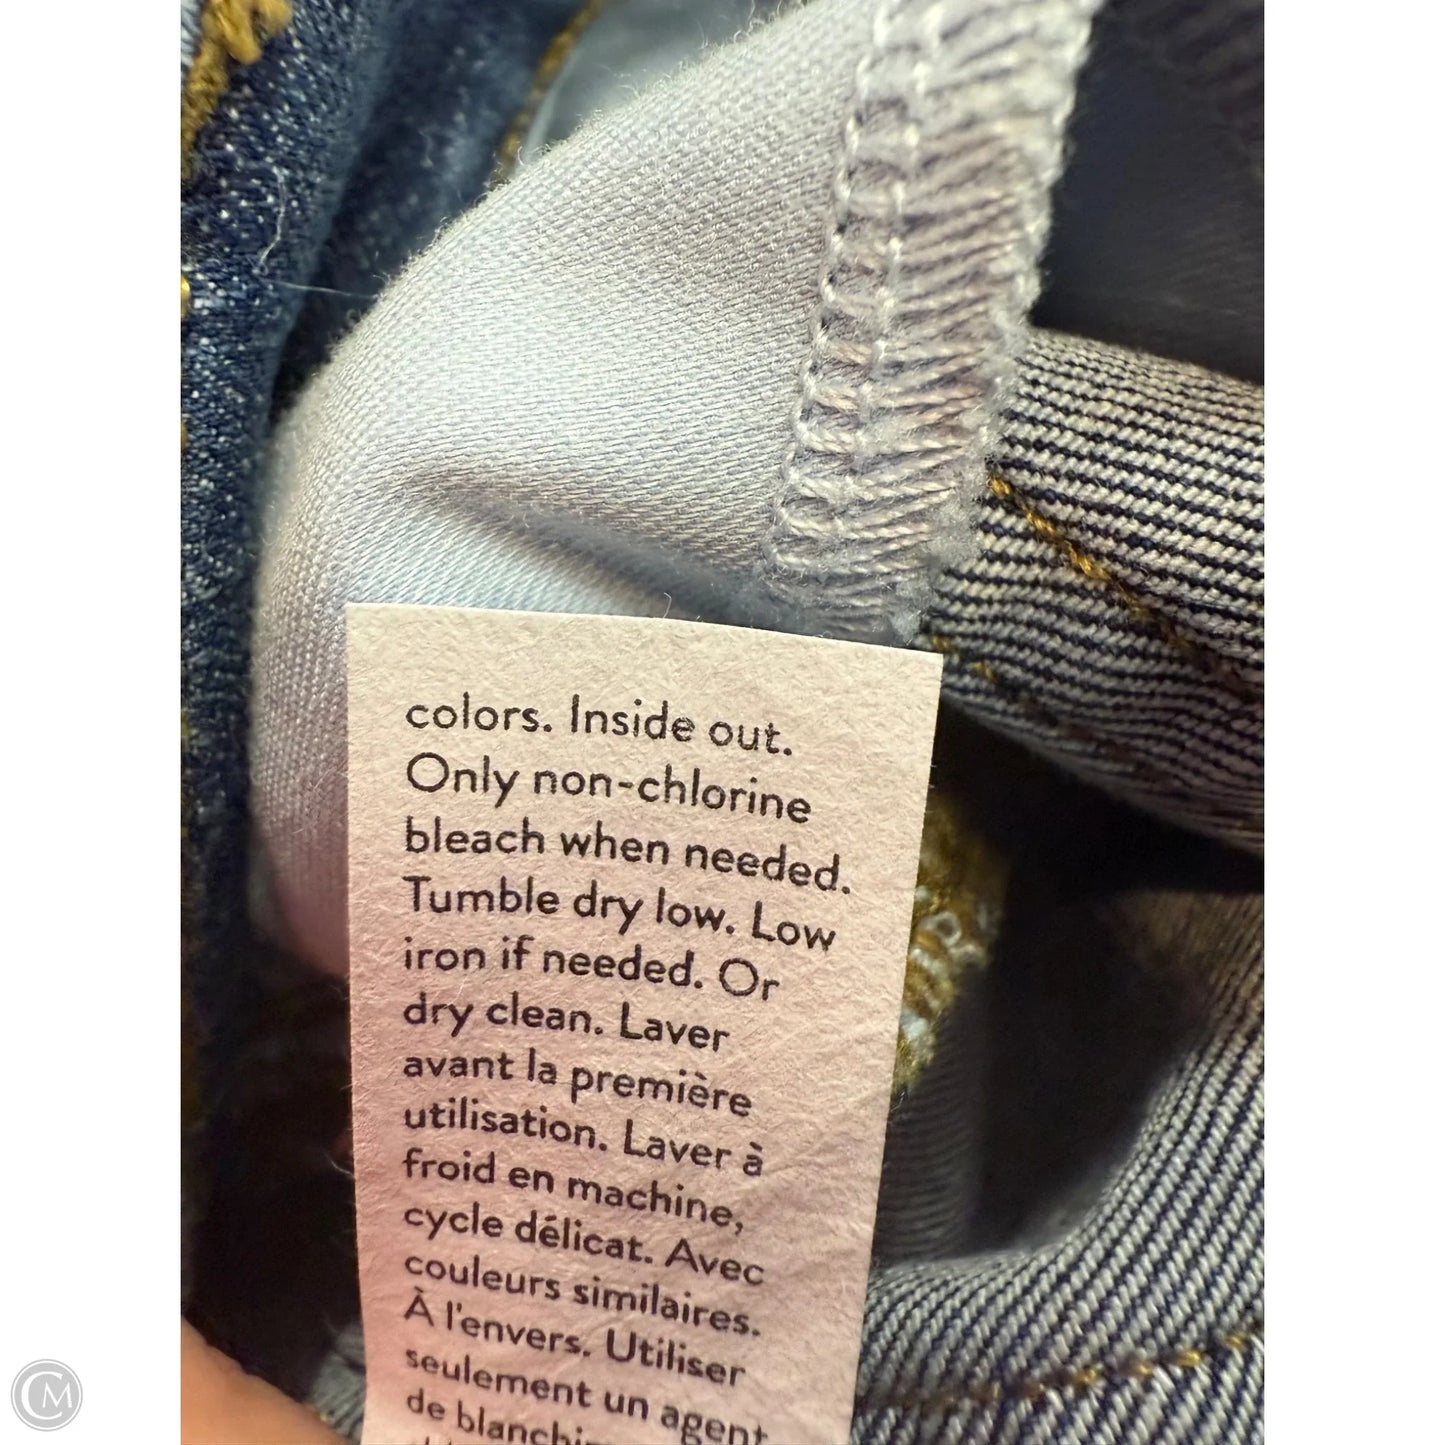 colors. Inside out.
Only non-chlorine
bleach when needed.
Tumble dry low. Low
iron if needed. Or
dry clean. Laver
avant la première
utilisation. Laver à
froid en machine,
cycle délicat. Avec
couleurs similaires.
À l'envers. Utiliser
seulement un agent
de
CM